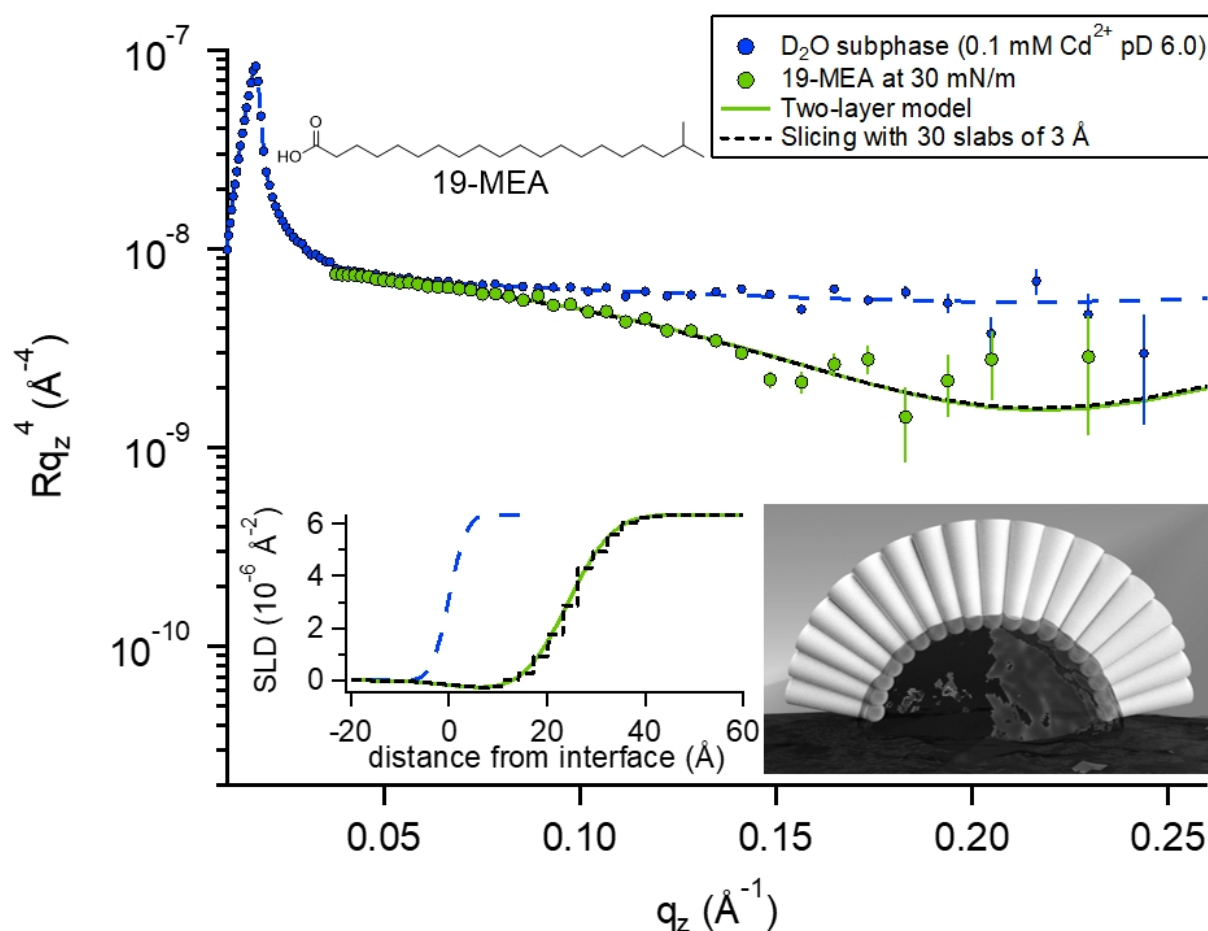 D₂O subphase (0.1 mM Cd²⁺ pD 6.0)
19-MEA at 30 mN/m
Two-layer model
Slicing with 30 slabs of 3 Å
10⁻⁷
10⁻⁸
10⁻⁹
10⁻¹⁰
Rq_z⁴ (Å⁻⁴)
O
HO
19-MEA
SLD (10⁻⁶ Å⁻²)
6
4
2
0
-20 0 20 40 60
distance from interface (Å)
0.05 0.10 0.15 0.20 0.25
q_z (Å⁻¹)